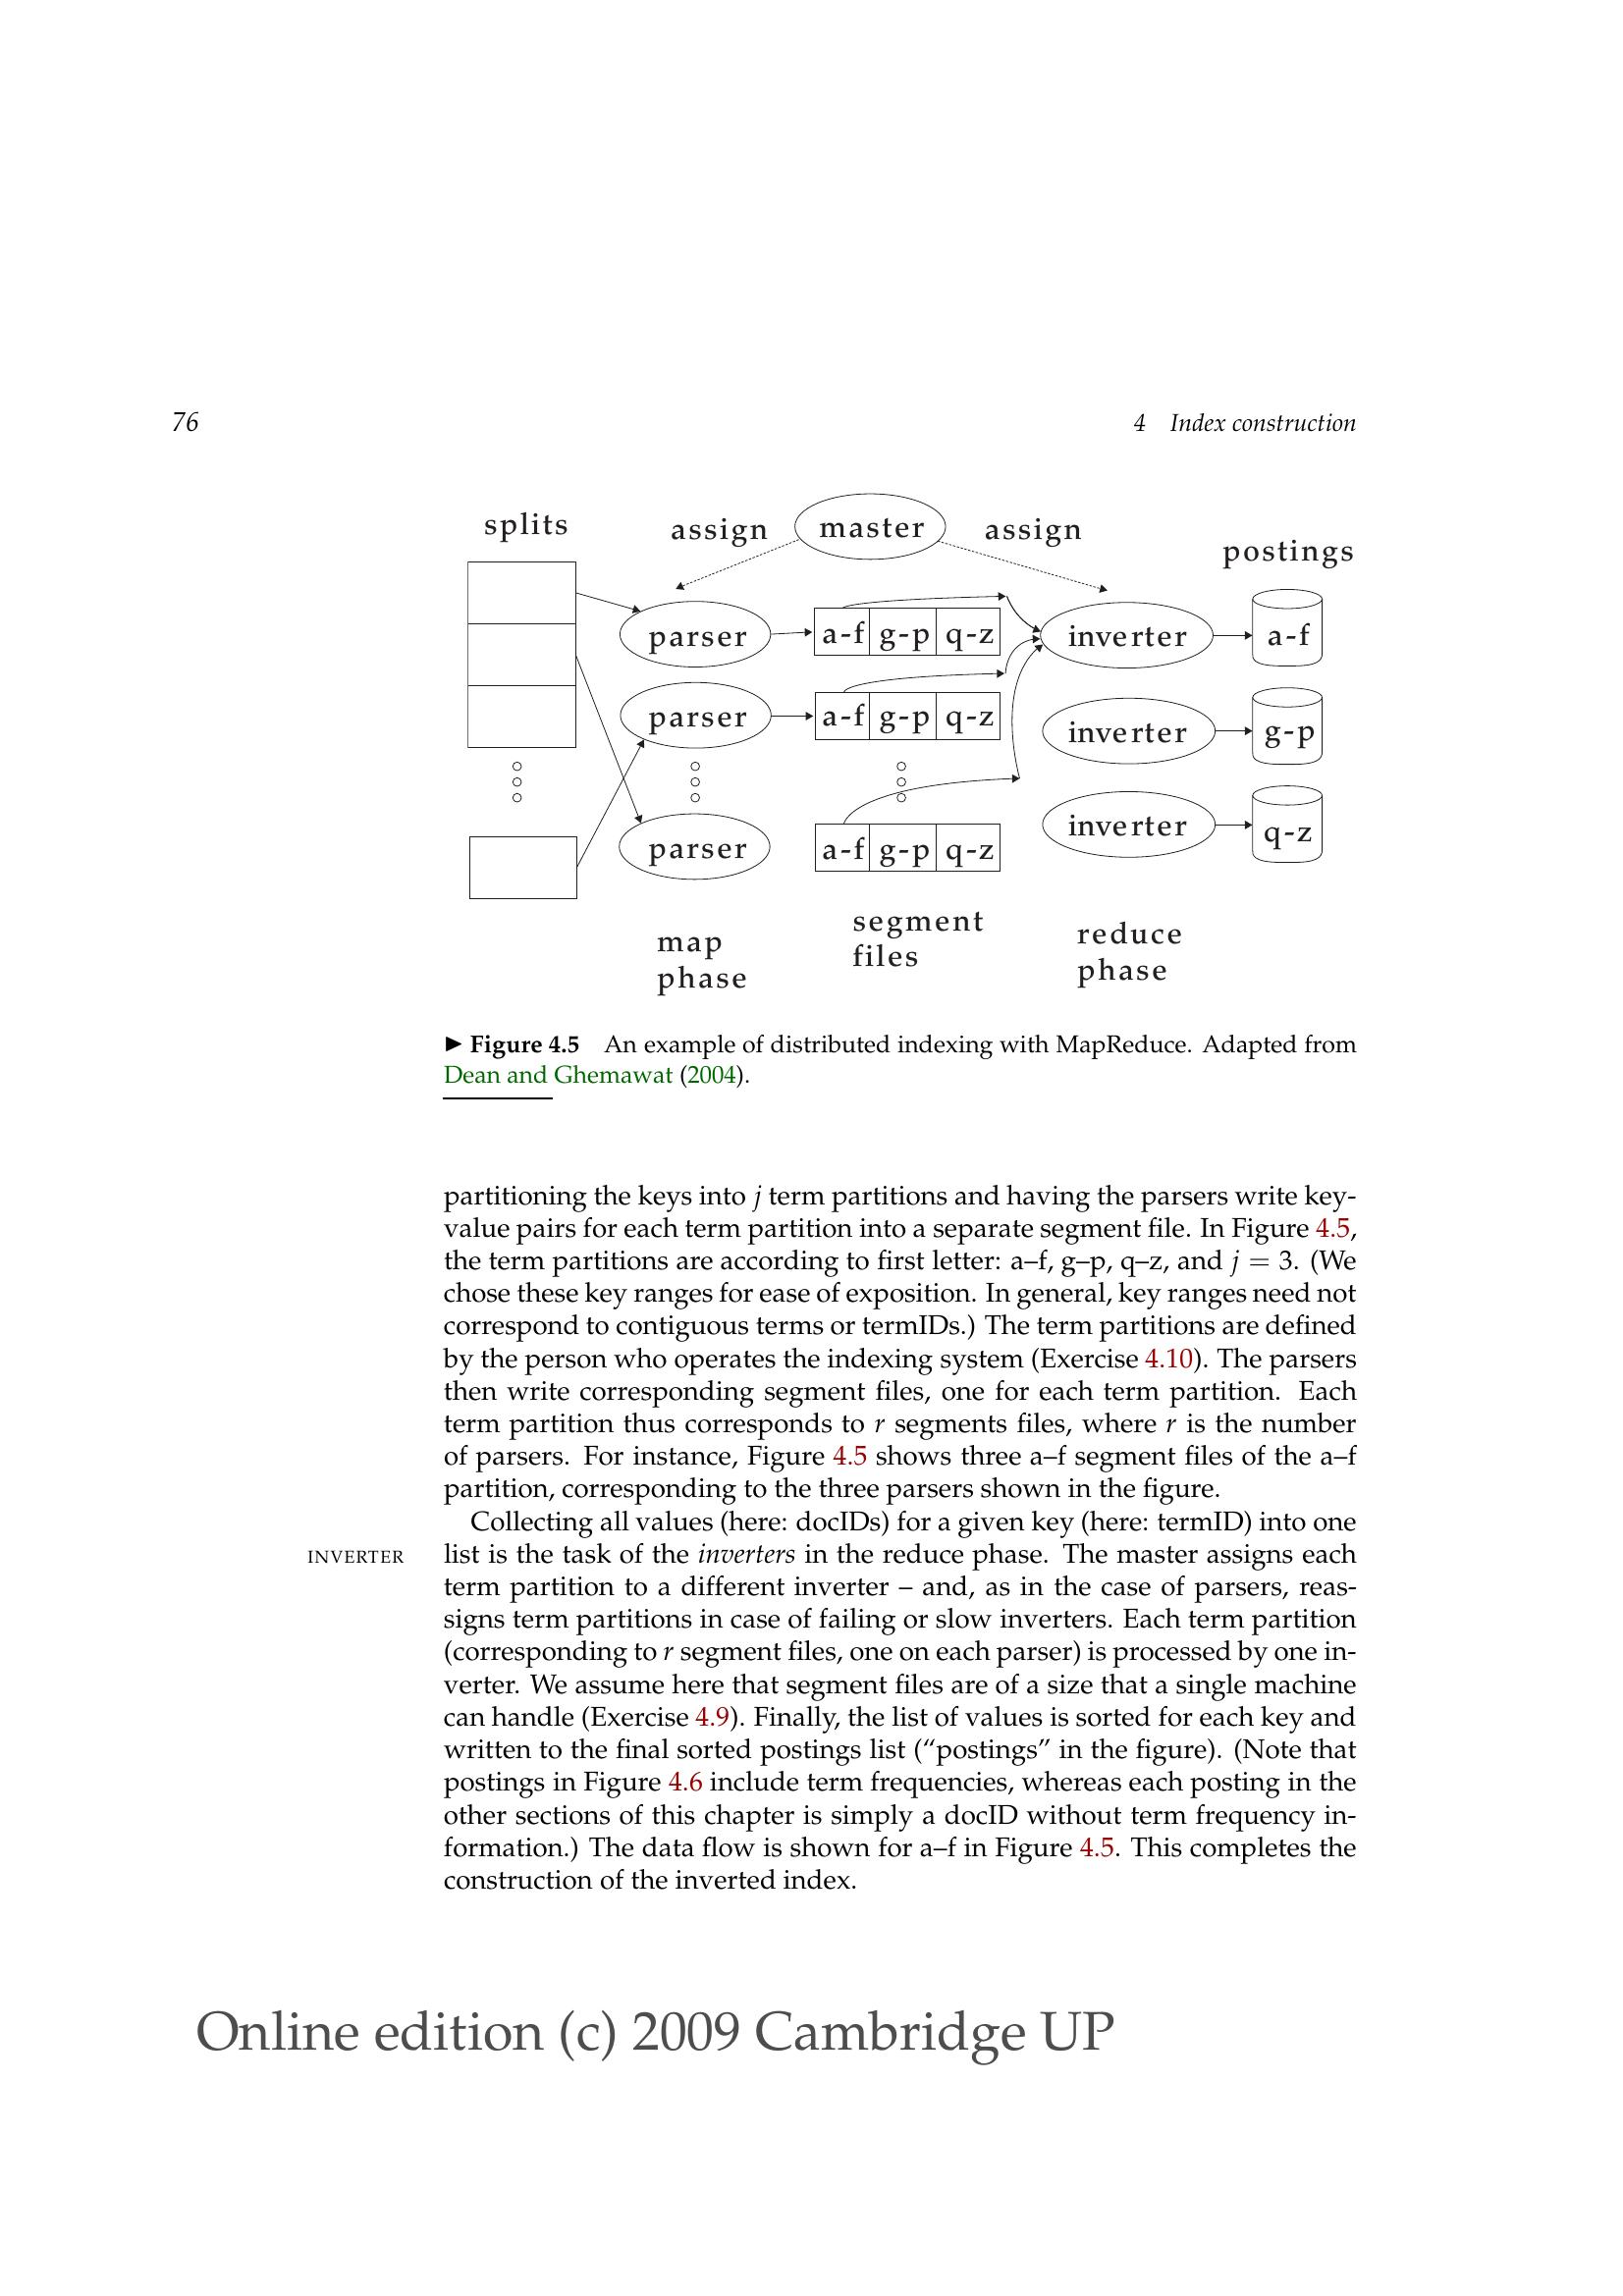 76
4 Index construction
splits
assign
master
assign
postings
parser
a-f g-p q-z
inverter
a-f
parser
a-f g-p q-z
inverter
g-p
parser
a-f g-p q-z
inverter
q-z
map
phase
segment
files
reduce
phase
► Figure 4.5 An example of distributed indexing with MapReduce. Adapted from
Dean and Ghemawat (2004).
partitioning the keys into j term partitions and having the parsers write key-
value pairs for each term partition into a separate segment file. In Figure 4.5,
the term partitions are according to first letter: a–f, g–p, q–z, and j = 3. (We
chose these key ranges for ease of exposition. In general, key ranges need not
correspond to contiguous terms or termIDs.) The term partitions are defined
by the person who operates the indexing system (Exercise 4.10). The parsers
then write corresponding segment files, one for each term partition. Each
term partition thus corresponds to r segments files, where r is the number
of parsers. For instance, Figure 4.5 shows three a–f segment files of the a–f
partition, corresponding to the three parsers shown in the figure.
Collecting all values (here: docIDs) for a given key (here: termID) into one
INVERTER
list is the task of the inverters in the reduce phase. The master assigns each
term partition to a different inverter – and, as in the case of parsers, reas-
signs term partitions in case of failing or slow inverters. Each term partition
(corresponding to r segment files, one on each parser) is processed by one in-
verter. We assume here that segment files are of a size that a single machine
can handle (Exercise 4.9). Finally, the list of values is sorted for each key and
written to the final sorted postings list (“postings” in the figure). (Note that
postings in Figure 4.6 include term frequencies, whereas each posting in the
other sections of this chapter is simply a docID without term frequency in-
formation.) The data flow is shown for a–f in Figure 4.5. This completes the
construction of the inverted index.
Online edition (c) 2009 Cambridge UP